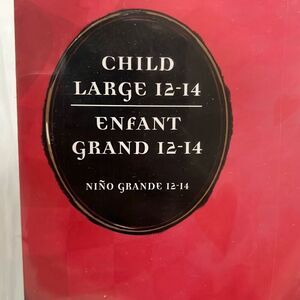 CHILD
LARGE 12-14
ENFANT
GRAND 12-14
NIÑO GRANDE 12-14